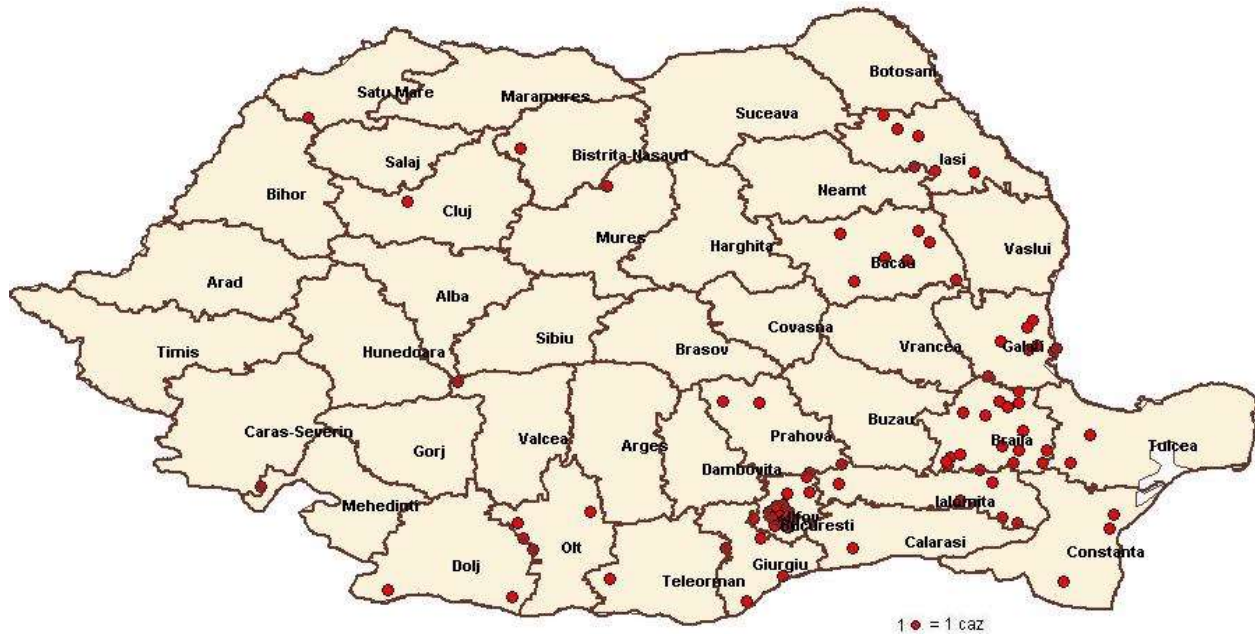 Botosani
Satu Mare
Maramures
Suceava
Salaj
Bistrita-Nasaud
Iasi
Bihor
Cluj
Neamt
Mures
Harghita
Bacau
Vaslui
Arad
Alba
Timis
Hunedoara
Sibiu
Brasov
Covasna
Vrancea
Galati
Caras-Severin
Gorj
Valcea
Arges
Prahova
Buzau
Braila
Tulcea
Dambovita
Mehedinti
Ialomita
Ilfov
Bucuresti
Olt
Calarasi
Constanta
Dolj
Teleorman
Giurgiu
1 = 1 caz